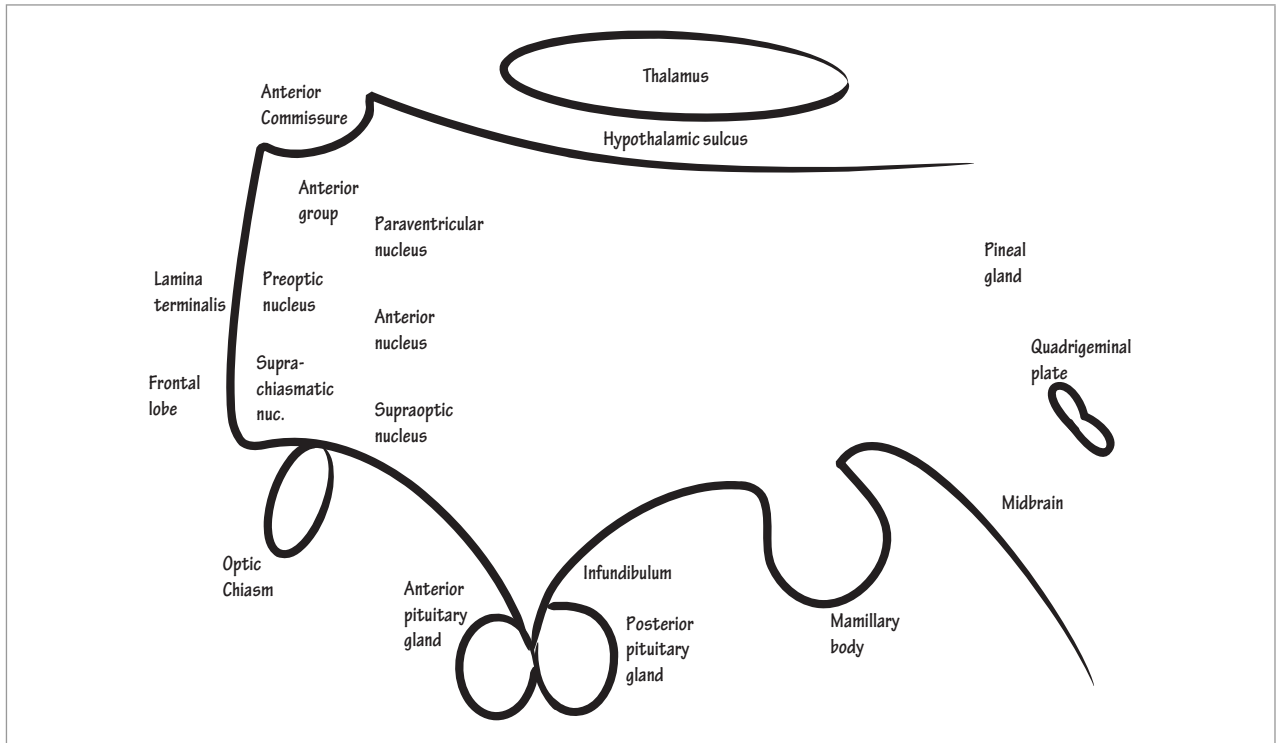 Thalamus
Anterior
Commissure
Hypothalamic sulcus
Anterior
group
Paraventricular
nucleus
Pineal
gland
Lamina
terminalis
Preoptic
nucleus
Anterior
nucleus
Quadrigeminal
plate
Supra-
chiasmatic
nuc.
Frontal
lobe
Supraoptic
nucleus
Midbrain
Optic
Chiasm
Infundibulum
Anterior
pituitary
gland
Posterior
pituitary
gland
Mamillary
body